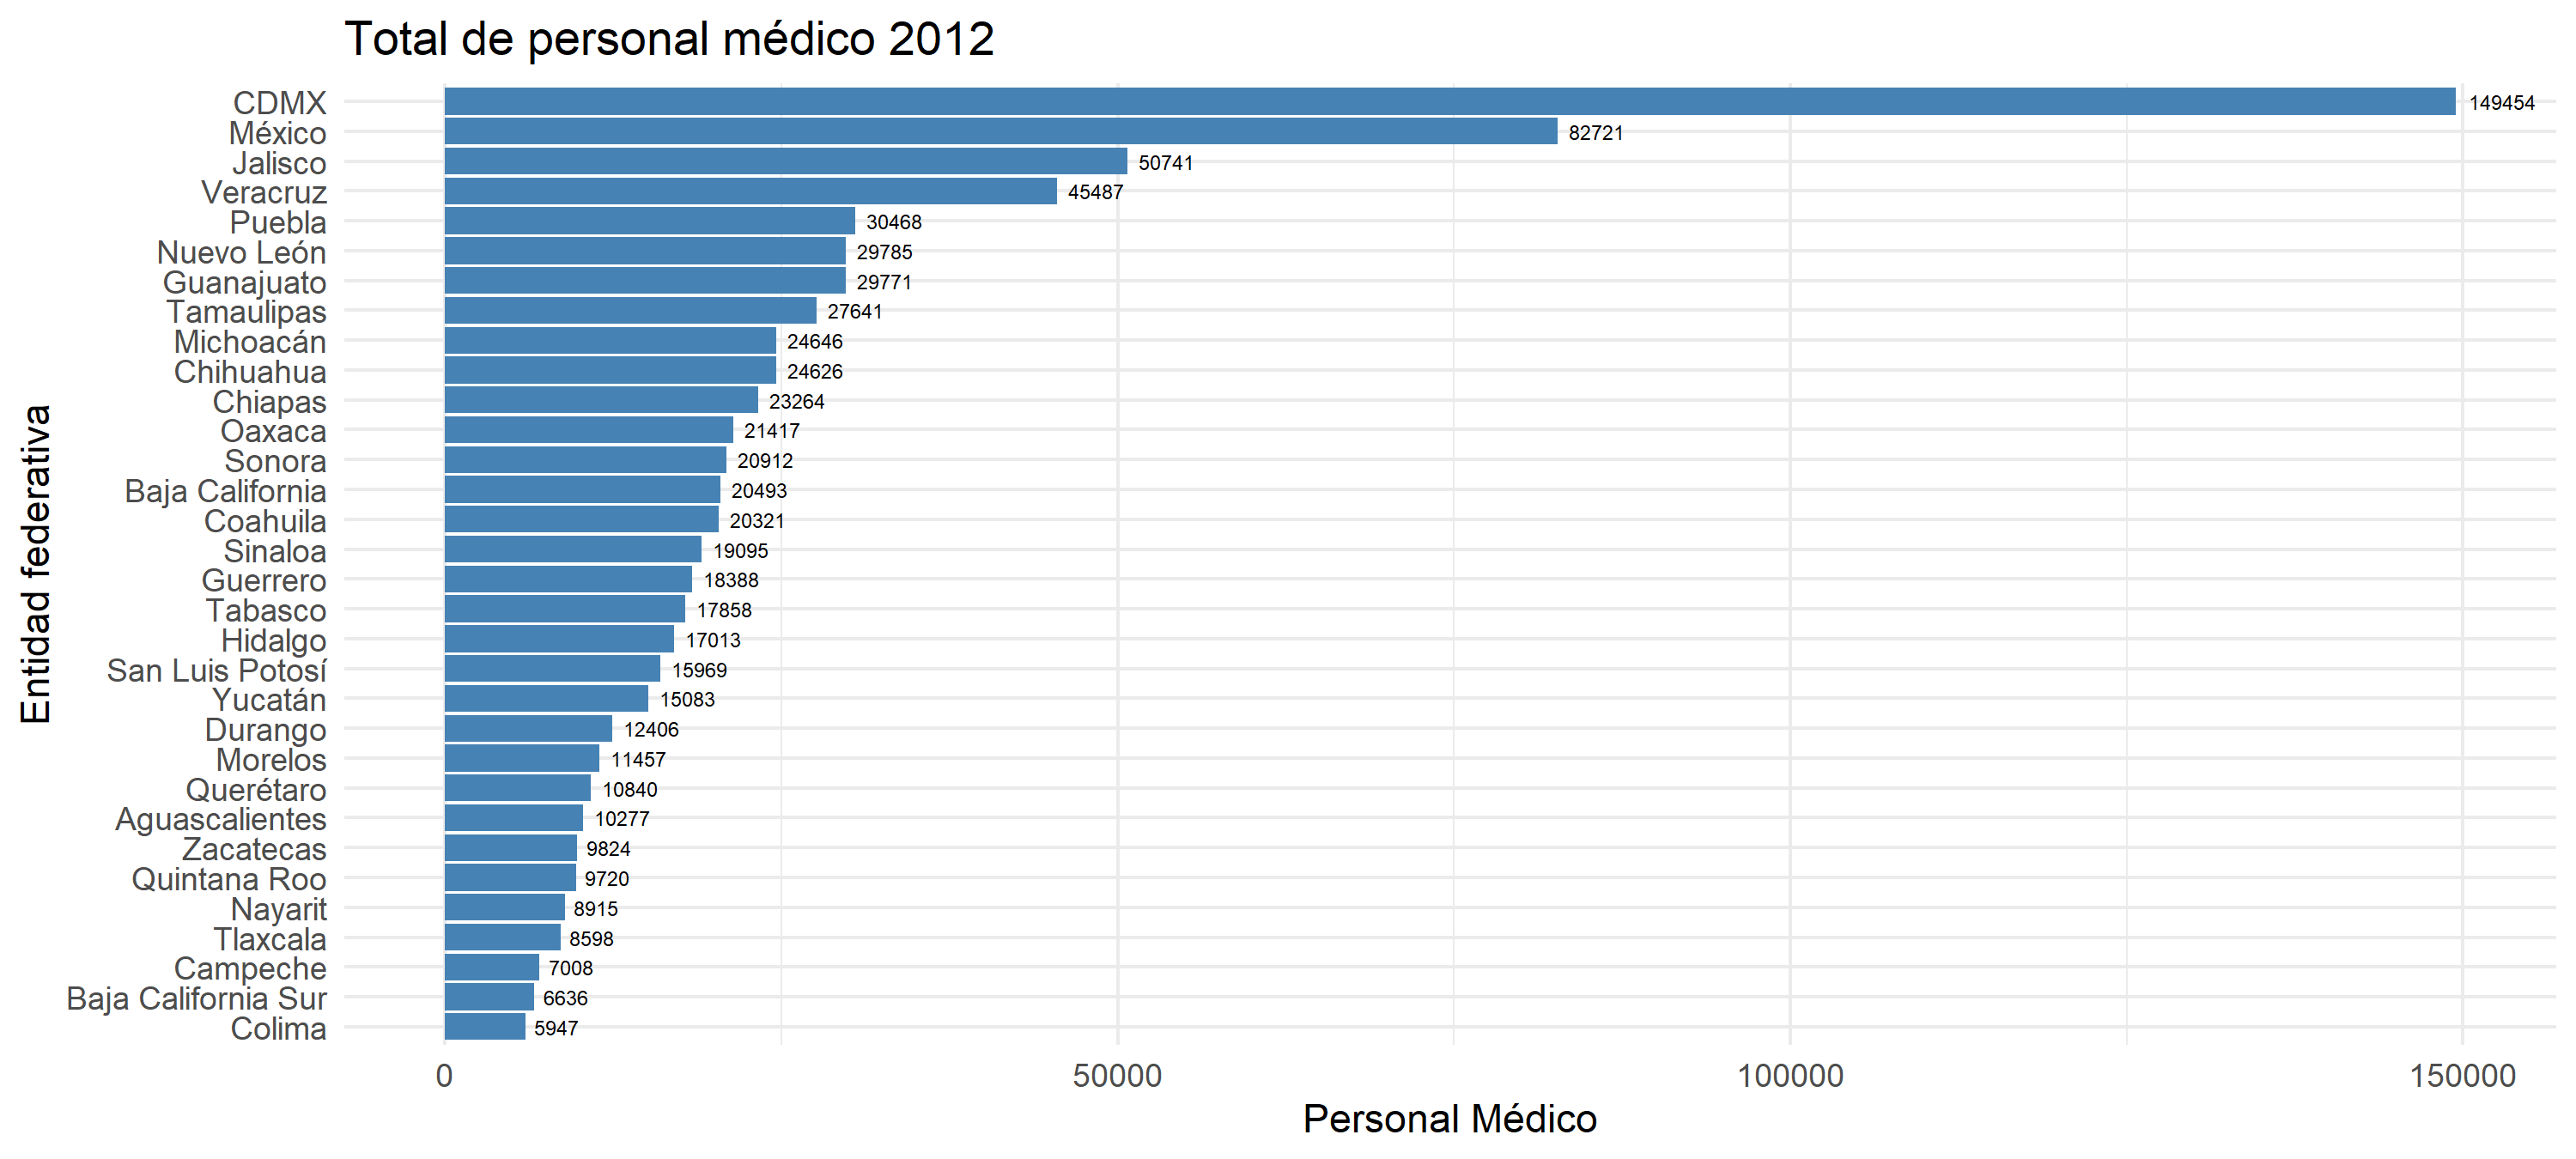 Total de personal médico 2012
Entidad federativa
CDMX 149454
México 82721
Jalisco 50741
Veracruz 45487
Puebla 30468
Nuevo León 29785
Guanajuato 29771
Tamaulipas 27641
Michoacán 24646
Chihuahua 24626
Chiapas 23264
Oaxaca 21417
Sonora 20912
Baja California 20493
Coahuila 20321
Sinaloa 19095
Guerrero 18388
Tabasco 17858
Hidalgo 17013
San Luis Potosí 15969
Yucatán 15083
Durango 12406
Morelos 11457
Querétaro 10840
Aguascalientes 10277
Zacatecas 9824
Quintana Roo 9720
Nayarit 8915
Tlaxcala 8598
Campeche 7008
Baja California Sur 6636
Colima 5947
0 50000 100000 150000
Personal Médico